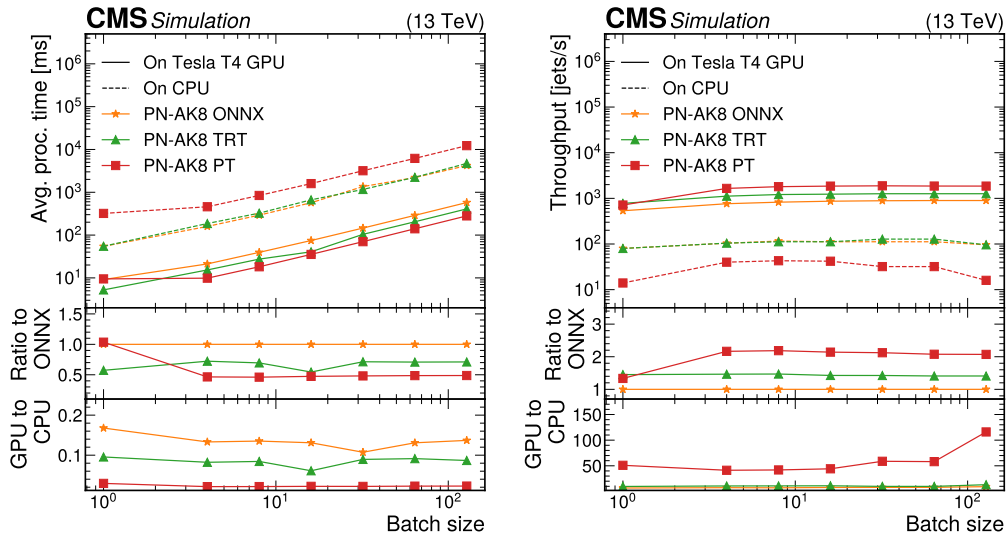 CMS Simulation (13 TeV)
Avg. proc. time [ms]
10^6
10^5
10^4
10^3
10^2
10^1
On Tesla T4 GPU
On CPU
PN-AK8 ONNX
PN-AK8 TRT
PN-AK8 PT
Ratio to
ONNX
1.5
1.0
0.5
GPU to
CPU
0.2
0.1
10^0 10^1 10^2
Batch size
CMS Simulation (13 TeV)
Throughput [jets/s]
10^6
10^5
10^4
10^3
10^2
10^1
On Tesla T4 GPU
On CPU
PN-AK8 ONNX
PN-AK8 TRT
PN-AK8 PT
Ratio to
ONNX
3
2
1
GPU to
CPU
150
100
50
10^0 10^1 10^2
Batch size